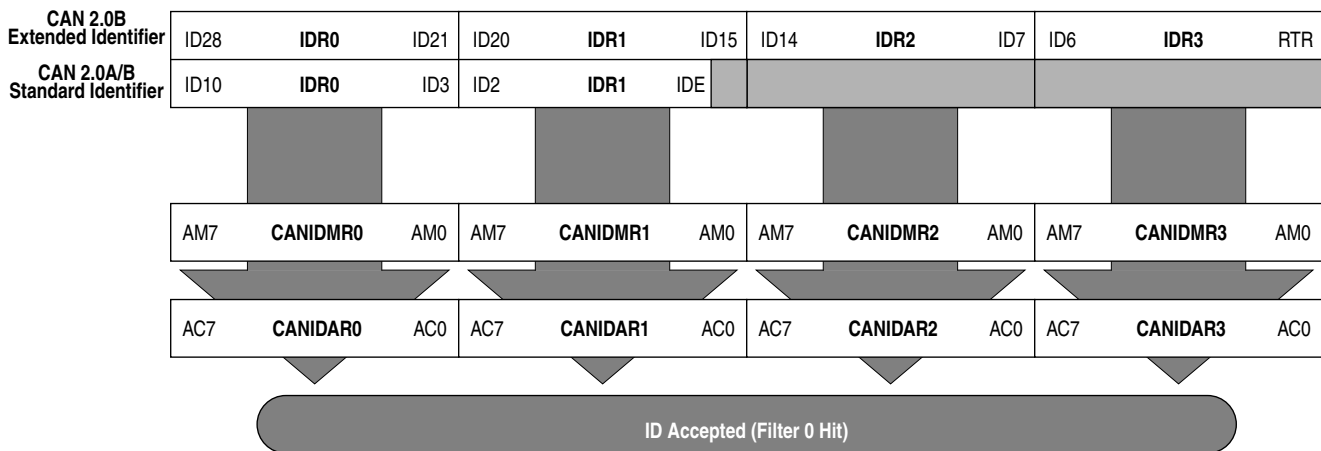 CAN 2.0B
Extended Identifier
ID28 IDR0 ID21 ID20 IDR1 ID15 ID14 IDR2 ID7 ID6 IDR3 RTR
CAN 2.0A/B
Standard Identifier
ID10 IDR0 ID3 ID2 IDR1 IDE
AM7 CANIDMR0 AM0 AM7 CANIDMR1 AM0 AM7 CANIDMR2 AM0 AM7 CANIDMR3 AM0
AC7 CANIDAR0 AC0 AC7 CANIDAR1 AC0 AC7 CANIDAR2 AC0 AC7 CANIDAR3 AC0
ID Accepted (Filter 0 Hit)